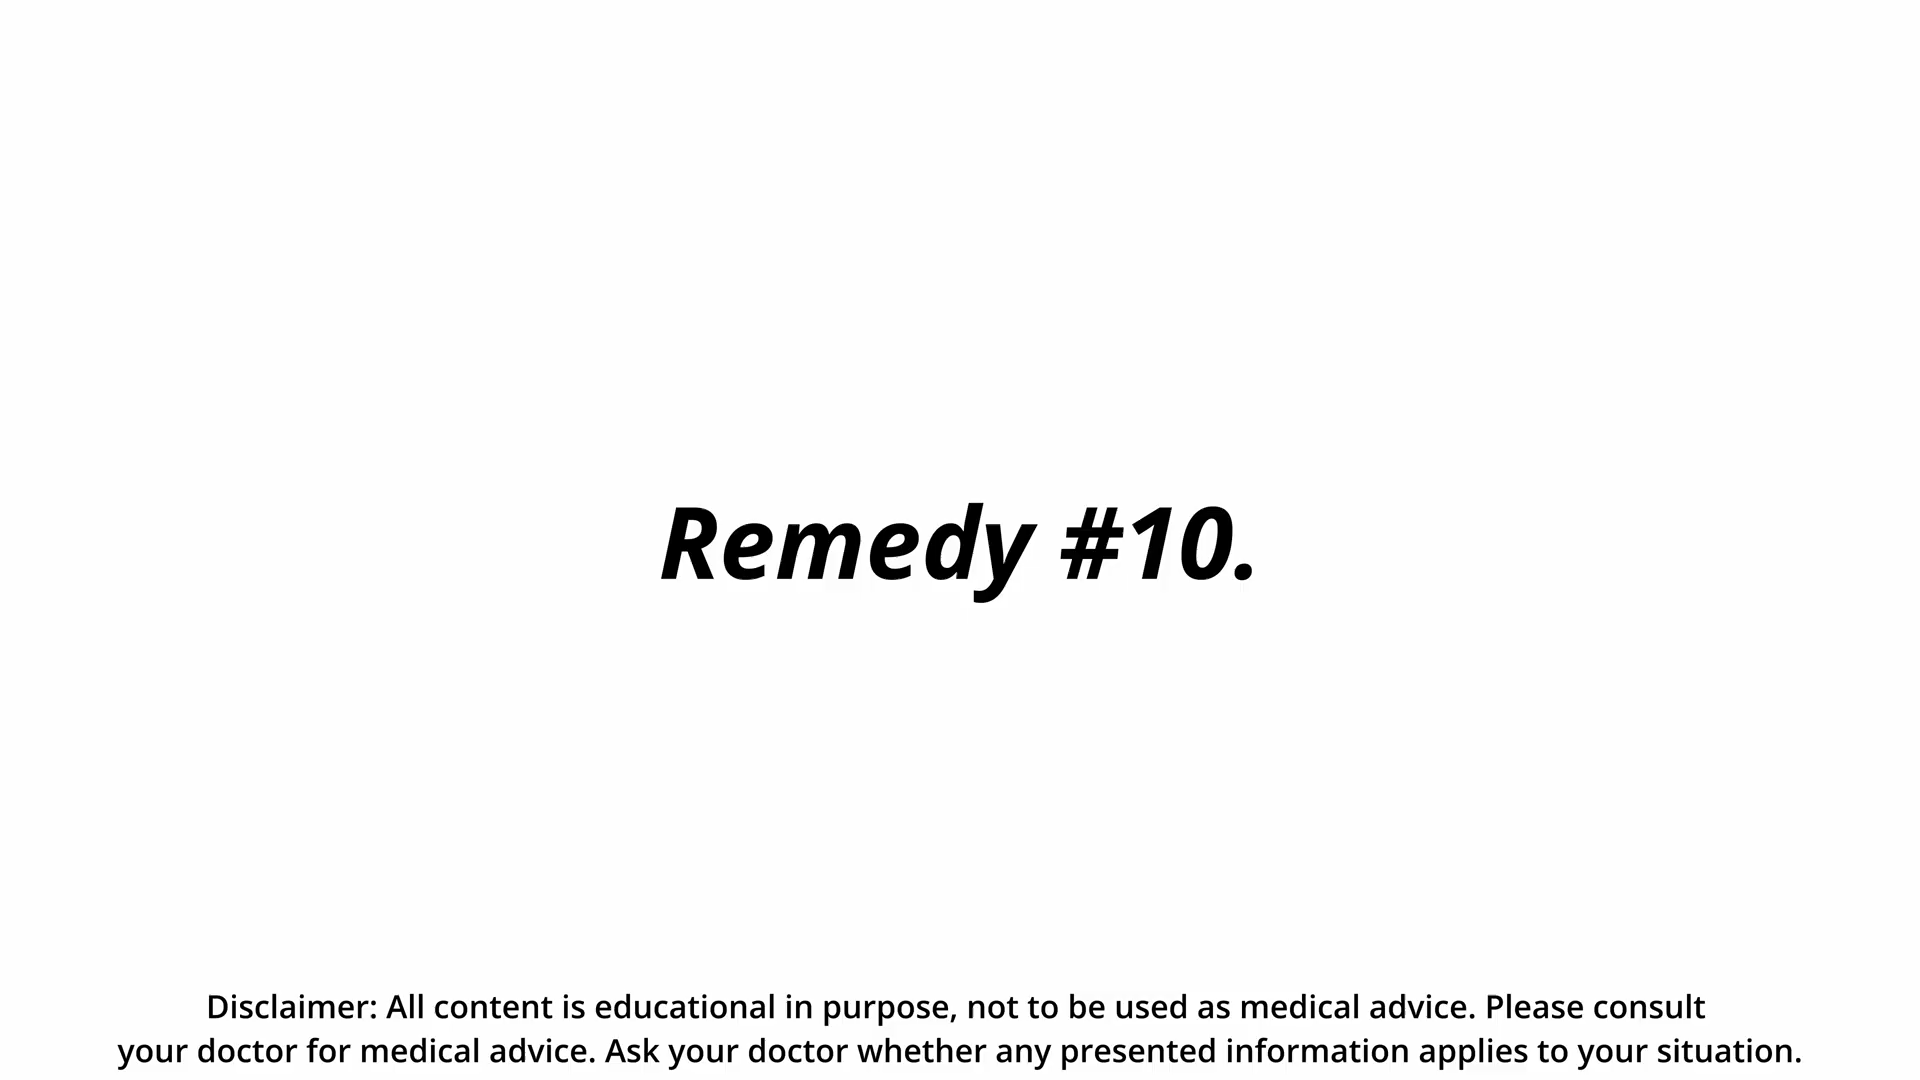 Remedy #10.
Disclaimer: All content is educational in purpose, not to be used as medical advice. Please consult
your doctor for medical advice. Ask your doctor whether any presented information applies to your situation.